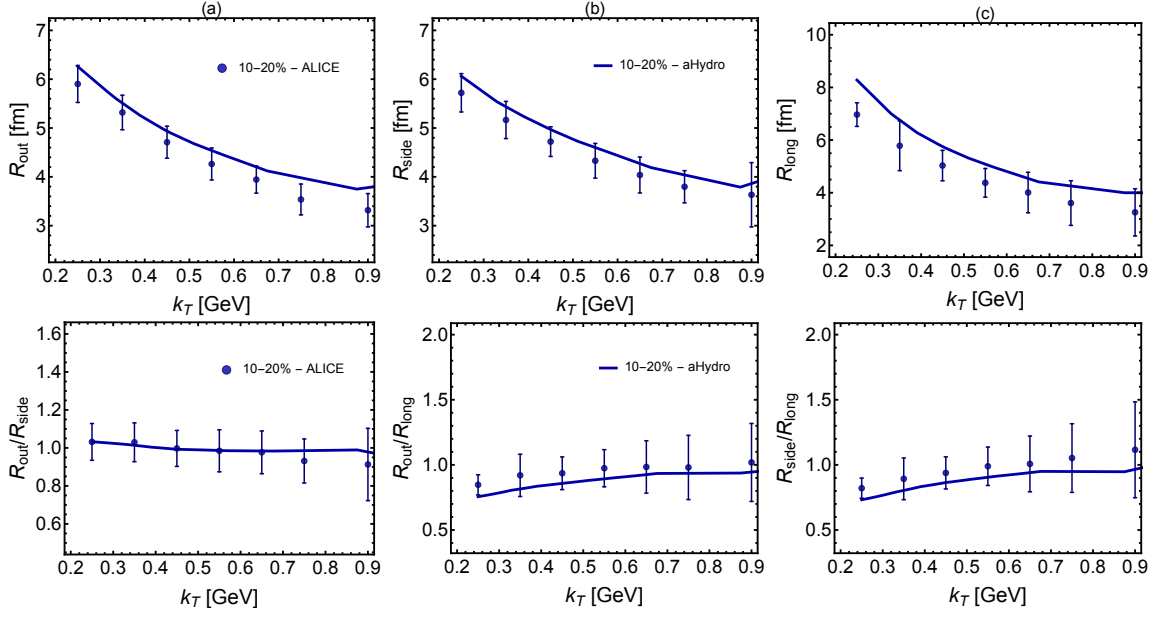 (a)
7
6
5
4
3
R_out [fm]
10–20% – ALICE
0.2 0.3 0.4 0.5 0.6 0.7 0.8 0.9
k_T [GeV]
(b)
7
6
5
4
3
R_side [fm]
10–20% – aHydro
0.2 0.3 0.4 0.5 0.6 0.7 0.8 0.9
k_T [GeV]
(c)
10
8
6
4
2
R_long [fm]
0.2 0.3 0.4 0.5 0.6 0.7 0.8 0.9
k_T [GeV]
1.6
1.4
1.2
1.0
0.8
0.6
R_out/R_side
10–20% – ALICE
0.2 0.3 0.4 0.5 0.6 0.7 0.8 0.9
k_T [GeV]
2.0
1.5
1.0
0.5
R_out/R_long
10–20% – aHydro
0.2 0.3 0.4 0.5 0.6 0.7 0.8 0.9
k_T [GeV]
2.0
1.5
1.0
0.5
R_side/R_long
0.2 0.3 0.4 0.5 0.6 0.7 0.8 0.9
k_T [GeV]